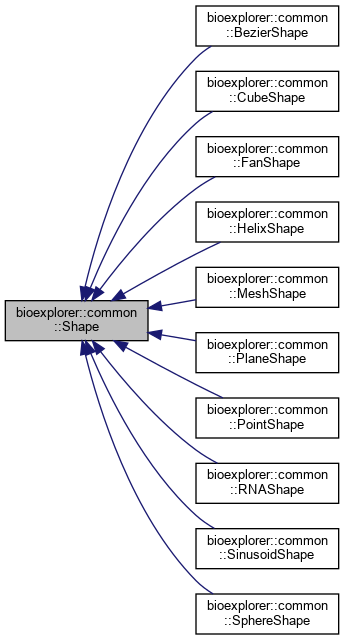 bioexplorer::common
::BezierShape
bioexplorer::common
::CubeShape
bioexplorer::common
::FanShape
bioexplorer::common
::HelixShape
bioexplorer::common
::MeshShape
bioexplorer::common
::Shape
bioexplorer::common
::PlaneShape
bioexplorer::common
::PointShape
bioexplorer::common
::RNAShape
bioexplorer::common
::SinusoidShape
bioexplorer::common
::SphereShape